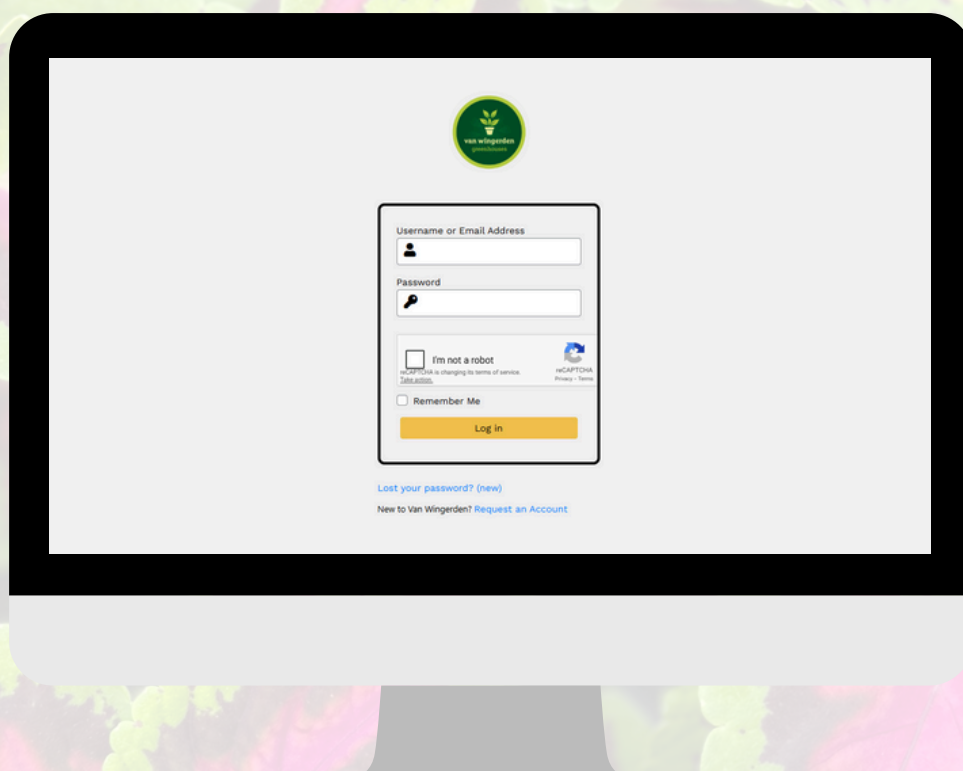 van wingerden
greenhouses
Username or Email Address
Password
I'm not a robot
reCAPTCHA is changing its terms of service.
Take action.
reCAPTCHA
Privacy - Terms
Remember Me
Log in
Lost your password? (new)
New to Van Wingerden? Request an Account